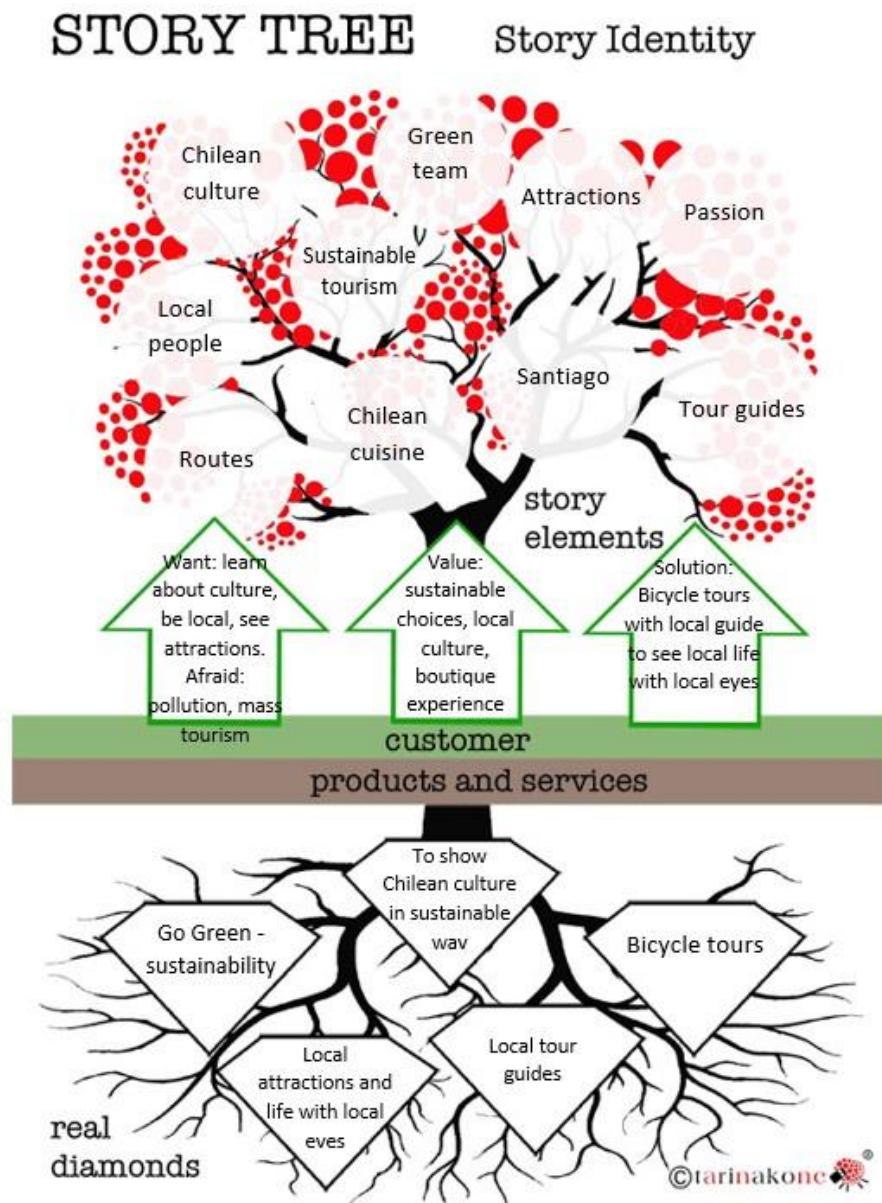 STORY TREE
Story Identity
Chilean
culture
Green
team
Attractions
Passion
Sustainable
tourism
Local
people
Santiago
Tour guides
Chilean
cuisine
Routes
story
elements
Want: learn
about culture,
be local, see
attractions.
Afraid:
pollution, mass
tourism
Value:
sustainable
choices, local
culture,
boutique
experience
Solution:
Bicycle tours
with local guide
to see local life
with local eyes
customer
products and services
To show
Chilean culture
in sustainable
way
Go Green -
sustainability
Bicycle tours
Local
attractions and
life with local
eyes
Local tour
guides
real
diamonds
©tarinakone®